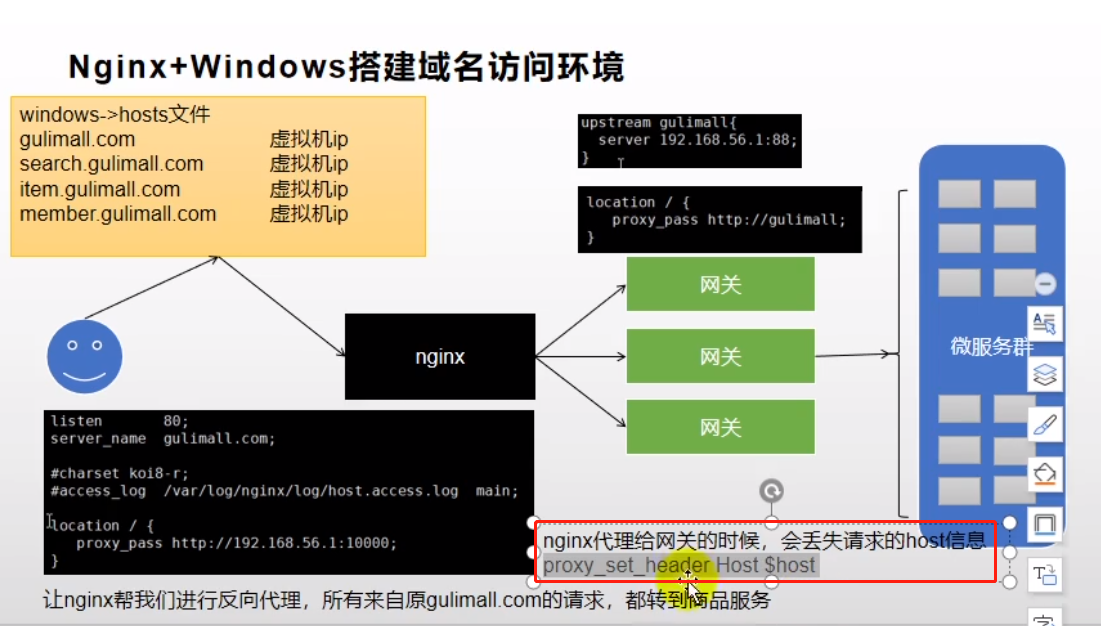 Nginx+Windows搭建域名访问环境
windows->hosts文件
gulimall.com 虚拟机ip
search.gulimall.com 虚拟机ip
item.gulimall.com 虚拟机ip
member.gulimall.com 虚拟机ip
upstream gulimall{
server 192.168.56.1:88;
}
location / {
proxy_pass http://gulimall;
}
nginx
网关
网关
网关
微服务群
listen 80;
server_name gulimall.com;
#charset koi8-r;
#access_log /var/log/nginx/log/host.access.log main;
location / {
proxy_pass http://192.168.56.1:10000;
}
nginx代理给网关的时候，会丢失请求的host信息
proxy_set_header Host $host
让nginx帮我们进行反向代理，所有来自原gulimall.com的请求，都转到商品服务